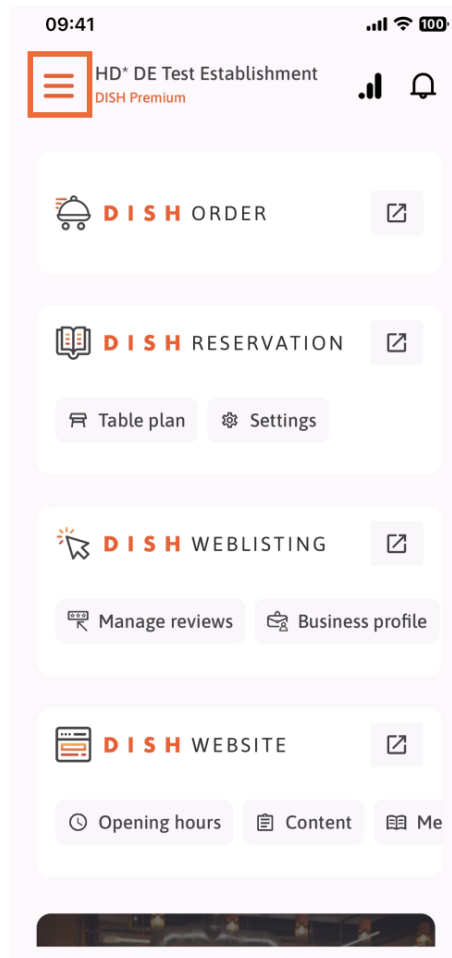 09:41
100
HD* DE Test Establishment
DISH Premium
DISH ORDER
DISH RESERVATION
Table plan Settings
DISH WEBLISTING
Manage reviews Business profile
DISH WEBSITE
Opening hours Content Me